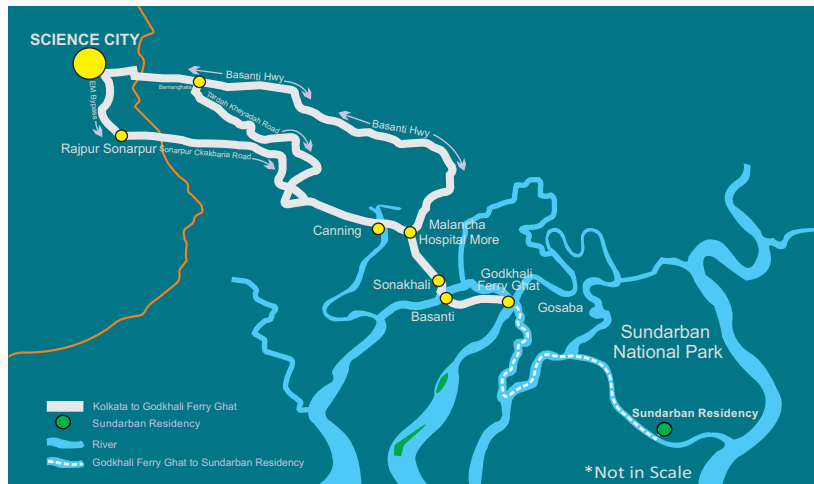 SCIENCE CITY
Basanti Hwy
Bamanghata
EM Bypass
Tardah Kheyadah Road
Basanti Hwy
Rajpur Sonarpur
Sonarpur Ckakbaria Road
Canning
Malancha
Hospital More
Sonakhali
Godkhali
Ferry Ghat
Basanti
Gosaba
Sundarban
National Park
Kolkata to Godkhali Ferry Ghat
Sundarban Residency
Sundarban Residency
River
Godkhali Ferry Ghat to Sundarban Residency
*Not in Scale